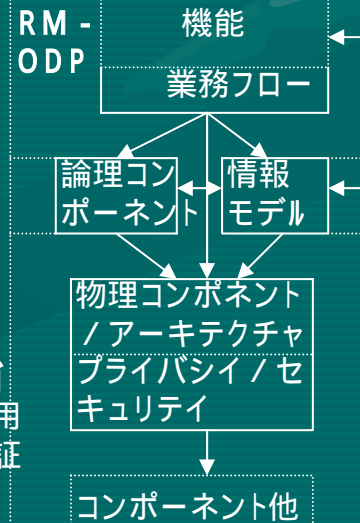 RM-
ODP
機能
業務フロー
論理コン
ポーネント
情報
モデル
物理コンポネント
/アーキテクチャ
プライバシイ/セ
キュリテイ
用
証
コンポーネント他